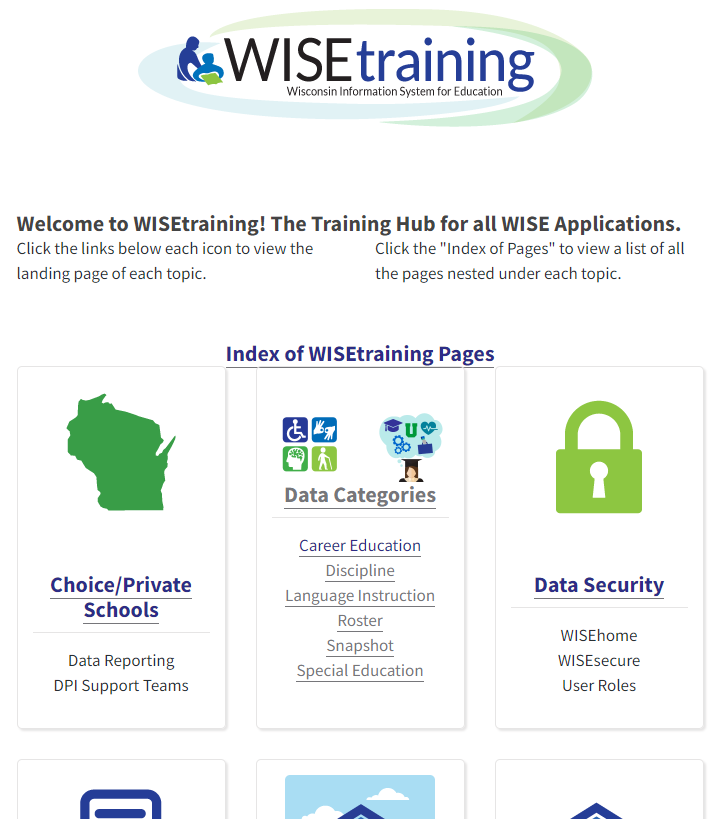 WISEtraining
Wisconsin Information System for Education
Welcome to WISEtraining! The Training Hub for all WISE Applications.
Click the links below each icon to view the
landing page of each topic.
Click the "Index of Pages" to view a list of all
the pages nested under each topic.
Index of WISEtraining Pages
Choice/Private
Schools
Data Reporting
DPI Support Teams
U
Data Categories
Career Education
Discipline
Language Instruction
Roster
Snapshot
Special Education
Data Security
WISEhome
WISEsecure
User Roles